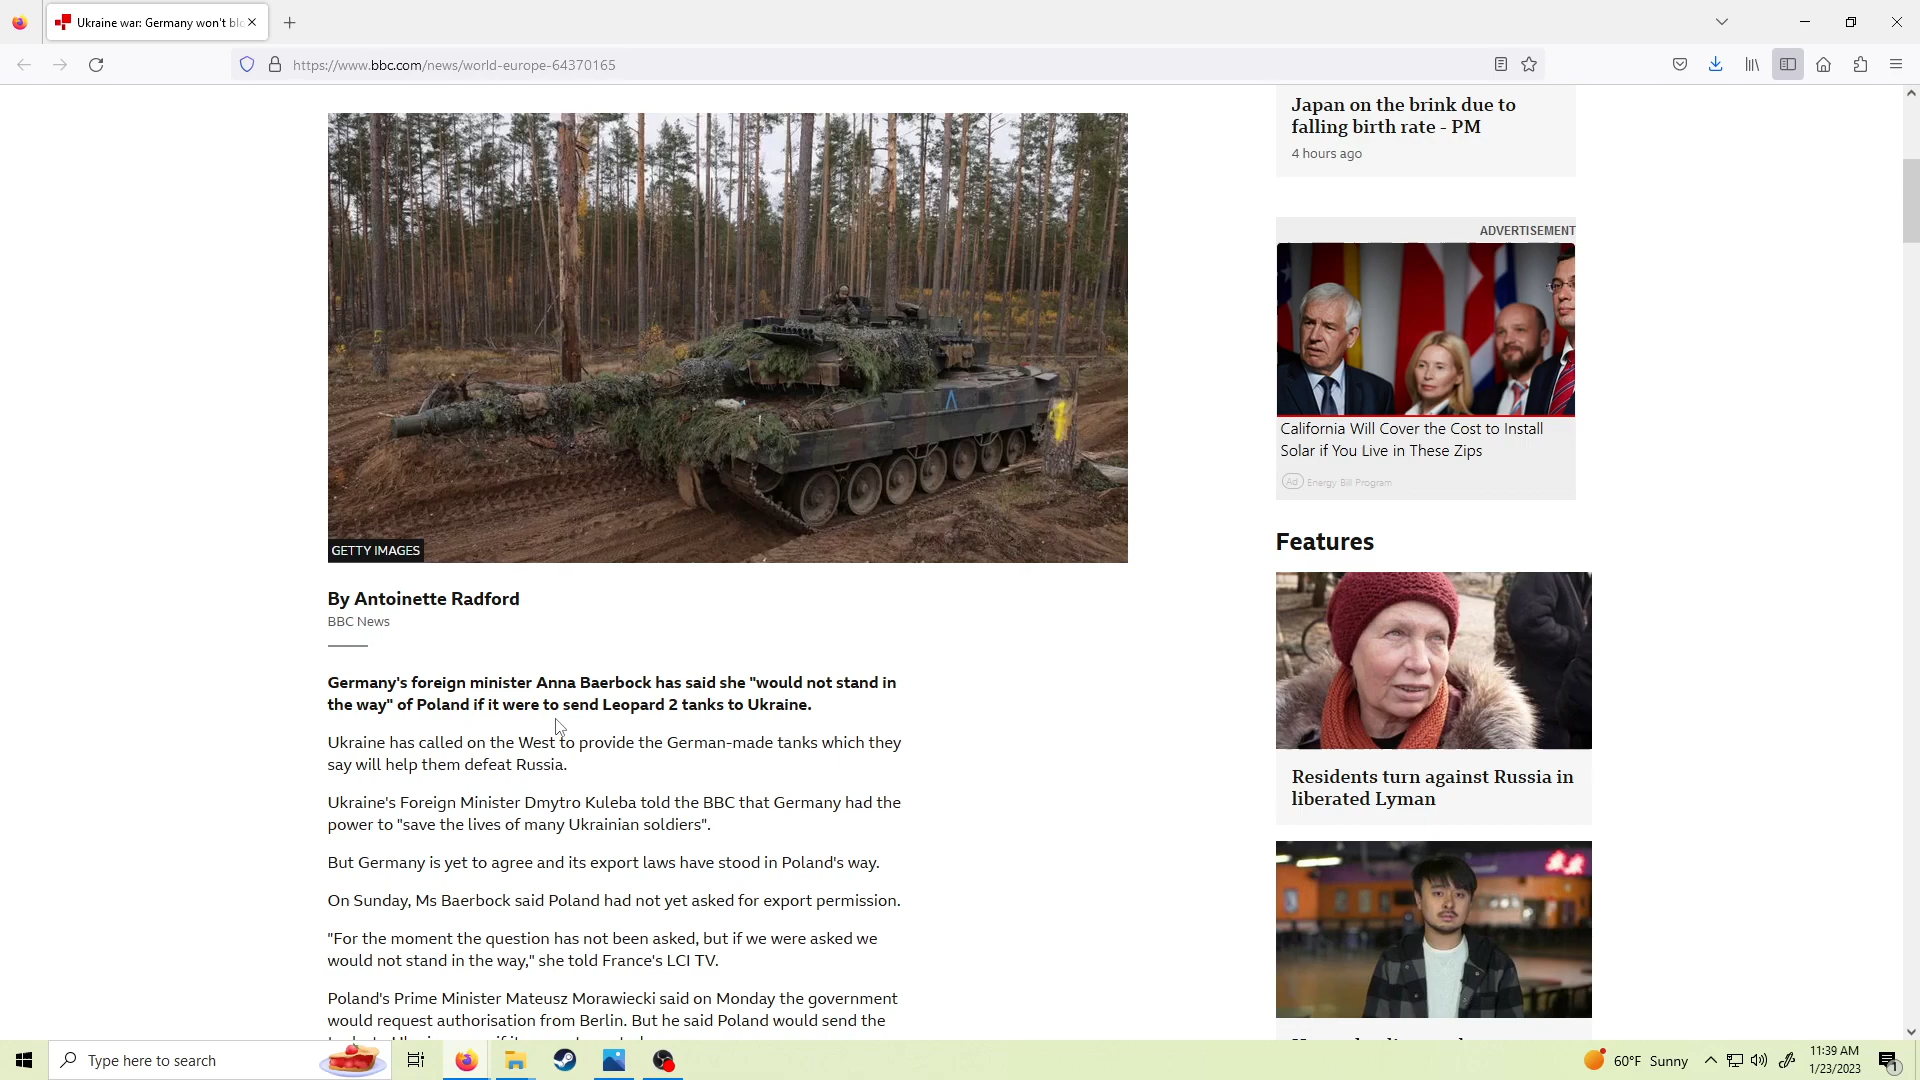 Ukraine war: Germany won't blo
https://www.bbc.com/news/world-europe-64370165
GETTY IMAGES
By Antoinette Radford
BBC News
Germany's foreign minister Anna Baerbock has said she "would not stand in
the way" of Poland if it were to send Leopard 2 tanks to Ukraine.
Ukraine has called on the West to provide the German-made tanks which they
say will help them defeat Russia.
Ukraine's Foreign Minister Dmytro Kuleba told the BBC that Germany had the
power to "save the lives of many Ukrainian soldiers".
But Germany is yet to agree and its export laws have stood in Poland's way.
On Sunday, Ms Baerbock said Poland had not yet asked for export permission.
"For the moment the question has not been asked, but if we were asked we
would not stand in the way," she told France's LCI TV.
Poland's Prime Minister Mateusz Morawiecki said on Monday the government
would request authorisation from Berlin. But he said Poland would send the
Japan on the brink due to
falling birth rate - PM
4 hours ago
ADVERTISEMENT
California Will Cover the Cost to Install
Solar if You Live in These Zips
Ad Energy Bill Program
Features
Residents turn against Russia in
liberated Lyman
Type here to search
60°F Sunny
11:39 AM
1/23/2023
1